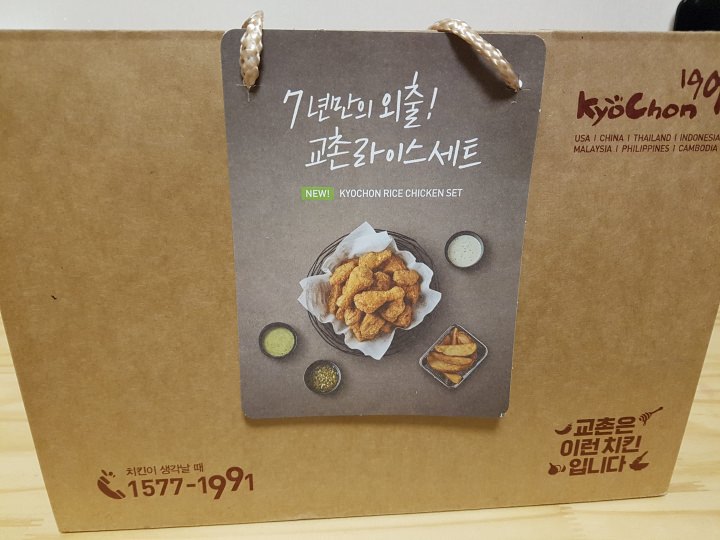 7년만의 외출!
교촌라이스세트
NEW! KYOCHON RICE CHICKEN SET
KyoChon
USA | CHINA | THAILAND | INDONESIA
MALAYSIA | PHILIPPINES | CAMBODIA
치킨이 생각날 때
1577-1991
교촌은
이런 치킨
입니다